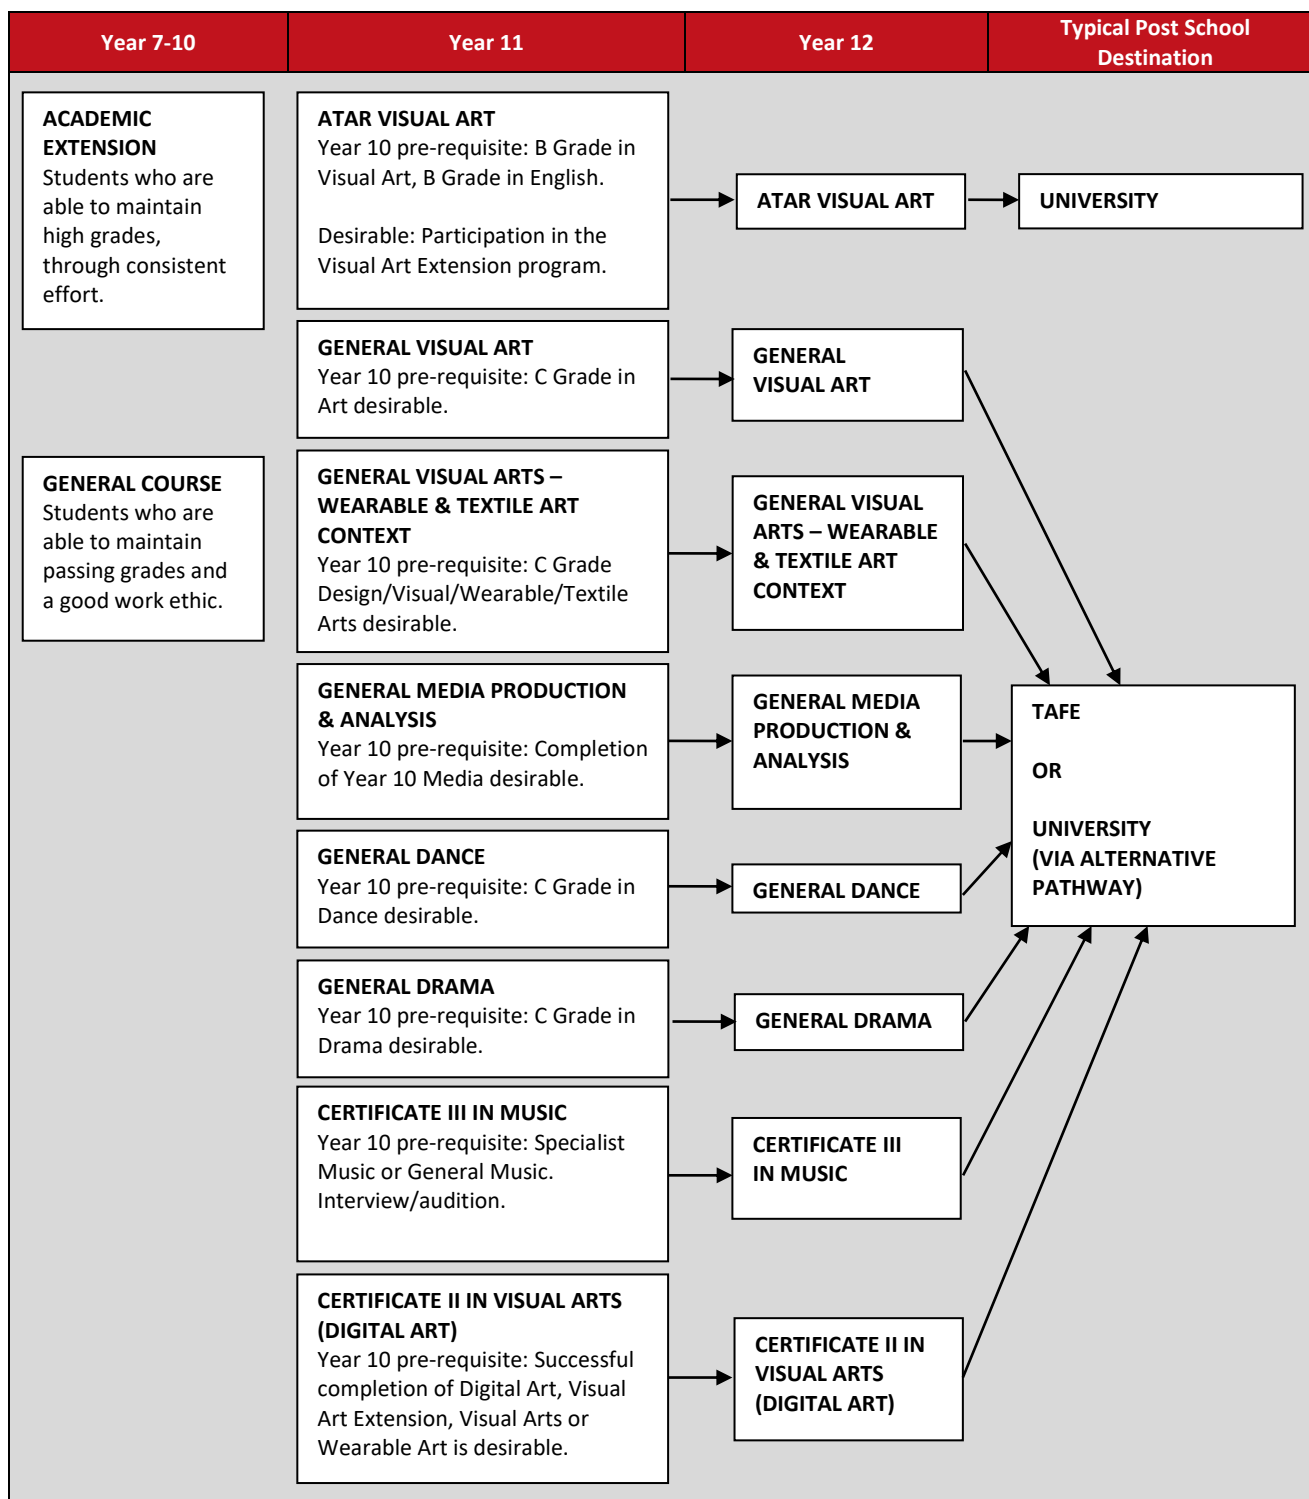 Year 7-10
Year 11
Year 12
Typical Post School
Destination
ACADEMIC
EXTENSION
Students who are
able to maintain
high grades,
through consistent
effort.
GENERAL COURSE
Students who are
able to maintain
passing grades and
a good work ethic.
ATAR VISUAL ART
Year 10 pre-requisite: B Grade in
Visual Art, B Grade in English.
Desirable: Participation in the
Visual Art Extension program.
GENERAL VISUAL ART
Year 10 pre-requisite: C Grade in
Art desirable.
GENERAL VISUAL ARTS –
WEARABLE & TEXTILE ART
CONTEXT
Year 10 pre-requisite: C Grade
Design/Visual/Wearable/Textile
Arts desirable.
GENERAL MEDIA PRODUCTION
& ANALYSIS
Year 10 pre-requisite: Completion
of Year 10 Media desirable.
GENERAL DANCE
Year 10 pre-requisite: C Grade in
Dance desirable.
GENERAL DRAMA
Year 10 pre-requisite: C Grade in
Drama desirable.
CERTIFICATE III IN MUSIC
Year 10 pre-requisite: Specialist
Music or General Music.
Interview/audition.
CERTIFICATE II IN VISUAL ARTS
(DIGITAL ART)
Year 10 pre-requisite: Successful
completion of Digital Art, Visual
Art Extension, Visual Arts or
Wearable Art is desirable.
ATAR VISUAL ART
GENERAL
VISUAL ART
GENERAL VISUAL
ARTS – WEARABLE
& TEXTILE ART
CONTEXT
GENERAL MEDIA
PRODUCTION &
ANALYSIS
GENERAL DANCE
GENERAL DRAMA
CERTIFICATE III
IN MUSIC
CERTIFICATE II IN
VISUAL ARTS
(DIGITAL ART)
UNIVERSITY
TAFE
OR
UNIVERSITY
(VIA ALTERNATIVE
PATHWAY)